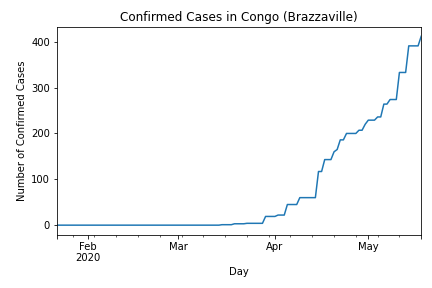 Confirmed Cases in Congo (Brazzaville)
400
300
200
100
0
Number of Confirmed Cases
Feb Mar Apr May
2020
Day